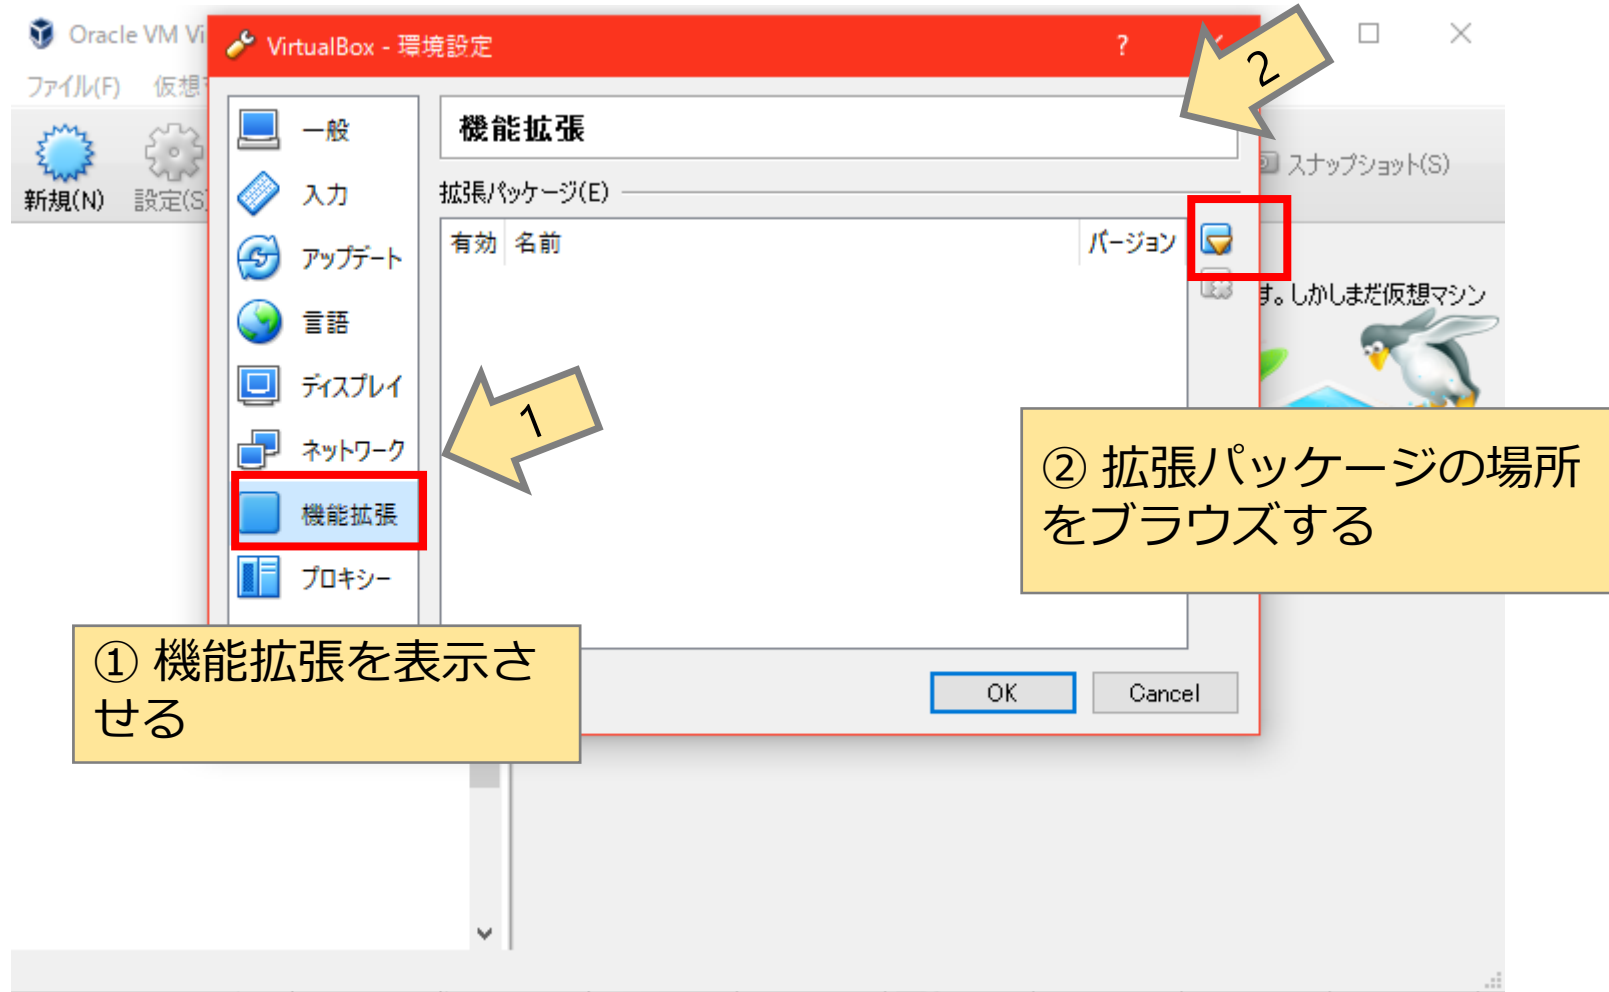 Oracle VM Vi
VirtualBox - 環境設定
?
ファイル(F) 仮想
2
新規(N)
設定(S
スナップショット(S)
一般
入力
アップデート
言語
ディスプレイ
ネットワーク
機能拡張
プロキシー
機能拡張
拡張パッケージ(E)
有効 名前 バージョン
す。しかしまだ仮想マシン
1
② 拡張パッケージの場所
をブラウズする
① 機能拡張を表示さ
せる
OK
Cancel